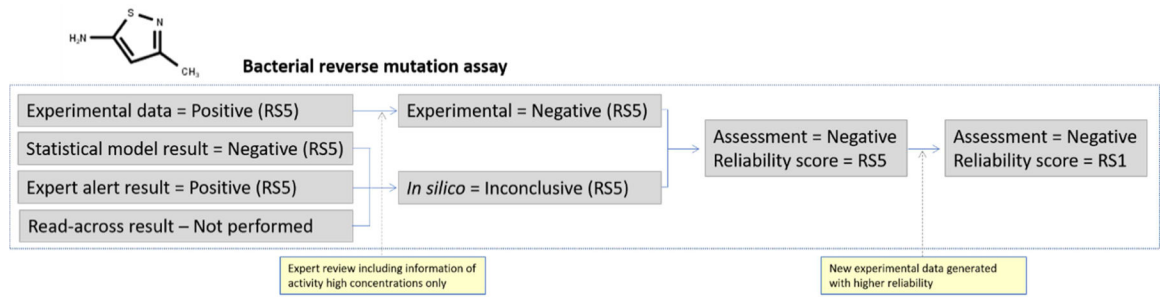 S
N
H₂N
CH₃
Bacterial reverse mutation assay
Experimental data = Positive (RS5)
Statistical model result = Negative (RS5)
Expert alert result = Positive (RS5)
Read-across result – Not performed
Experimental = Negative (RS5)
In silico = Inconclusive (RS5)
Assessment = Negative
Reliability score = RS5
Assessment = Negative
Reliability score = RS1
Expert review including information of
activity high concentrations only
New experimental data generated
with higher reliability